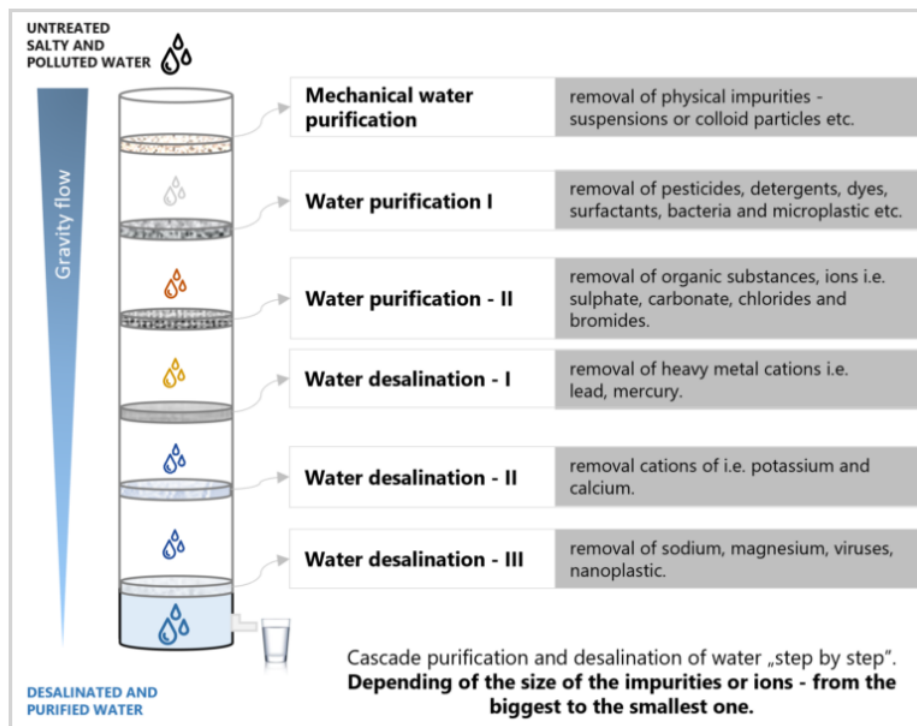 UNTREATED
SALTY AND
POLLUTED WATER
Gravity flow
Mechanical water
purification
removal of physical impurities -
suspensions or colloid particles etc.
Water purification I
removal of pesticides, detergents, dyes,
surfactants, bacteria and microplastic etc.
Water purification - II
removal of organic substances, ions i.e.
sulphate, carbonate, chlorides and
bromides.
Water desalination - I
removal of heavy metal cations i.e.
lead, mercury.
Water desalination - II
removal cations of i.e. potassium and
calcium.
Water desalination - III
removal of sodium, magnesium, viruses,
nanoplastic.
DESALINATED AND
PURIFIED WATER
Cascade purification and desalination of water „step by step”.
Depending of the size of the impurities or ions - from the
biggest to the smallest one.